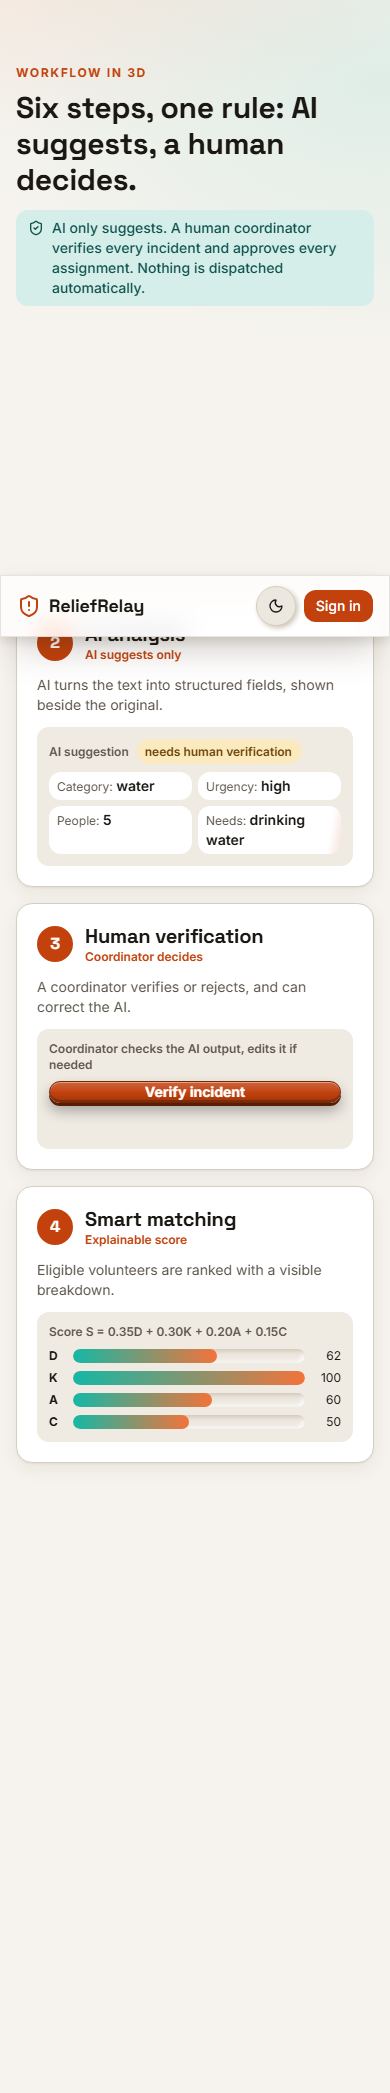 WORKFLOW IN 3D
Six steps, one rule: AI
suggests, a human
decides.
AI only suggests. A human coordinator
verifies every incident and approves every
assignment. Nothing is dispatched
automatically.
ReliefRelay
Sign in
2
AI analysis
AI suggests only
AI turns the text into structured fields, shown
beside the original.
AI suggestion needs human verification
Category: water
Urgency: high
People: 5
Needs: drinking
water
3
Human verification
Coordinator decides
A coordinator verifies or rejects, and can
correct the AI.
Coordinator checks the AI output, edits it if
needed
Verify incident
4
Smart matching
Explainable score
Eligible volunteers are ranked with a visible
breakdown.
Score S = 0.35D + 0.30K + 0.20A + 0.15C
D 62
K 100
A 60
C 50